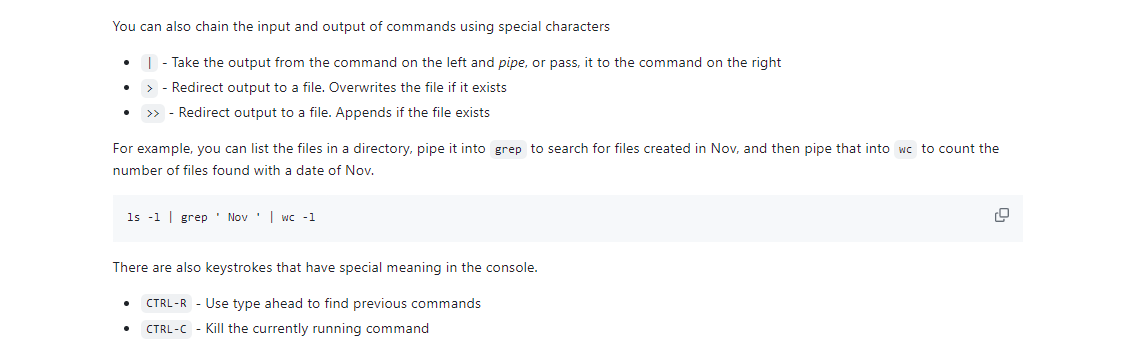 You can also chain the input and output of commands using special characters
• | - Take the output from the command on the left and pipe, or pass, it to the command on the right
• > - Redirect output to a file. Overwrites the file if it exists
• >> - Redirect output to a file. Appends if the file exists
For example, you can list the files in a directory, pipe it into grep to search for files created in Nov, and then pipe that into wc to count the
number of files found with a date of Nov.
ls -l | grep ' Nov ' | wc -l
There are also keystrokes that have special meaning in the console.
• CTRL-R - Use type ahead to find previous commands
• CTRL-C - Kill the currently running command